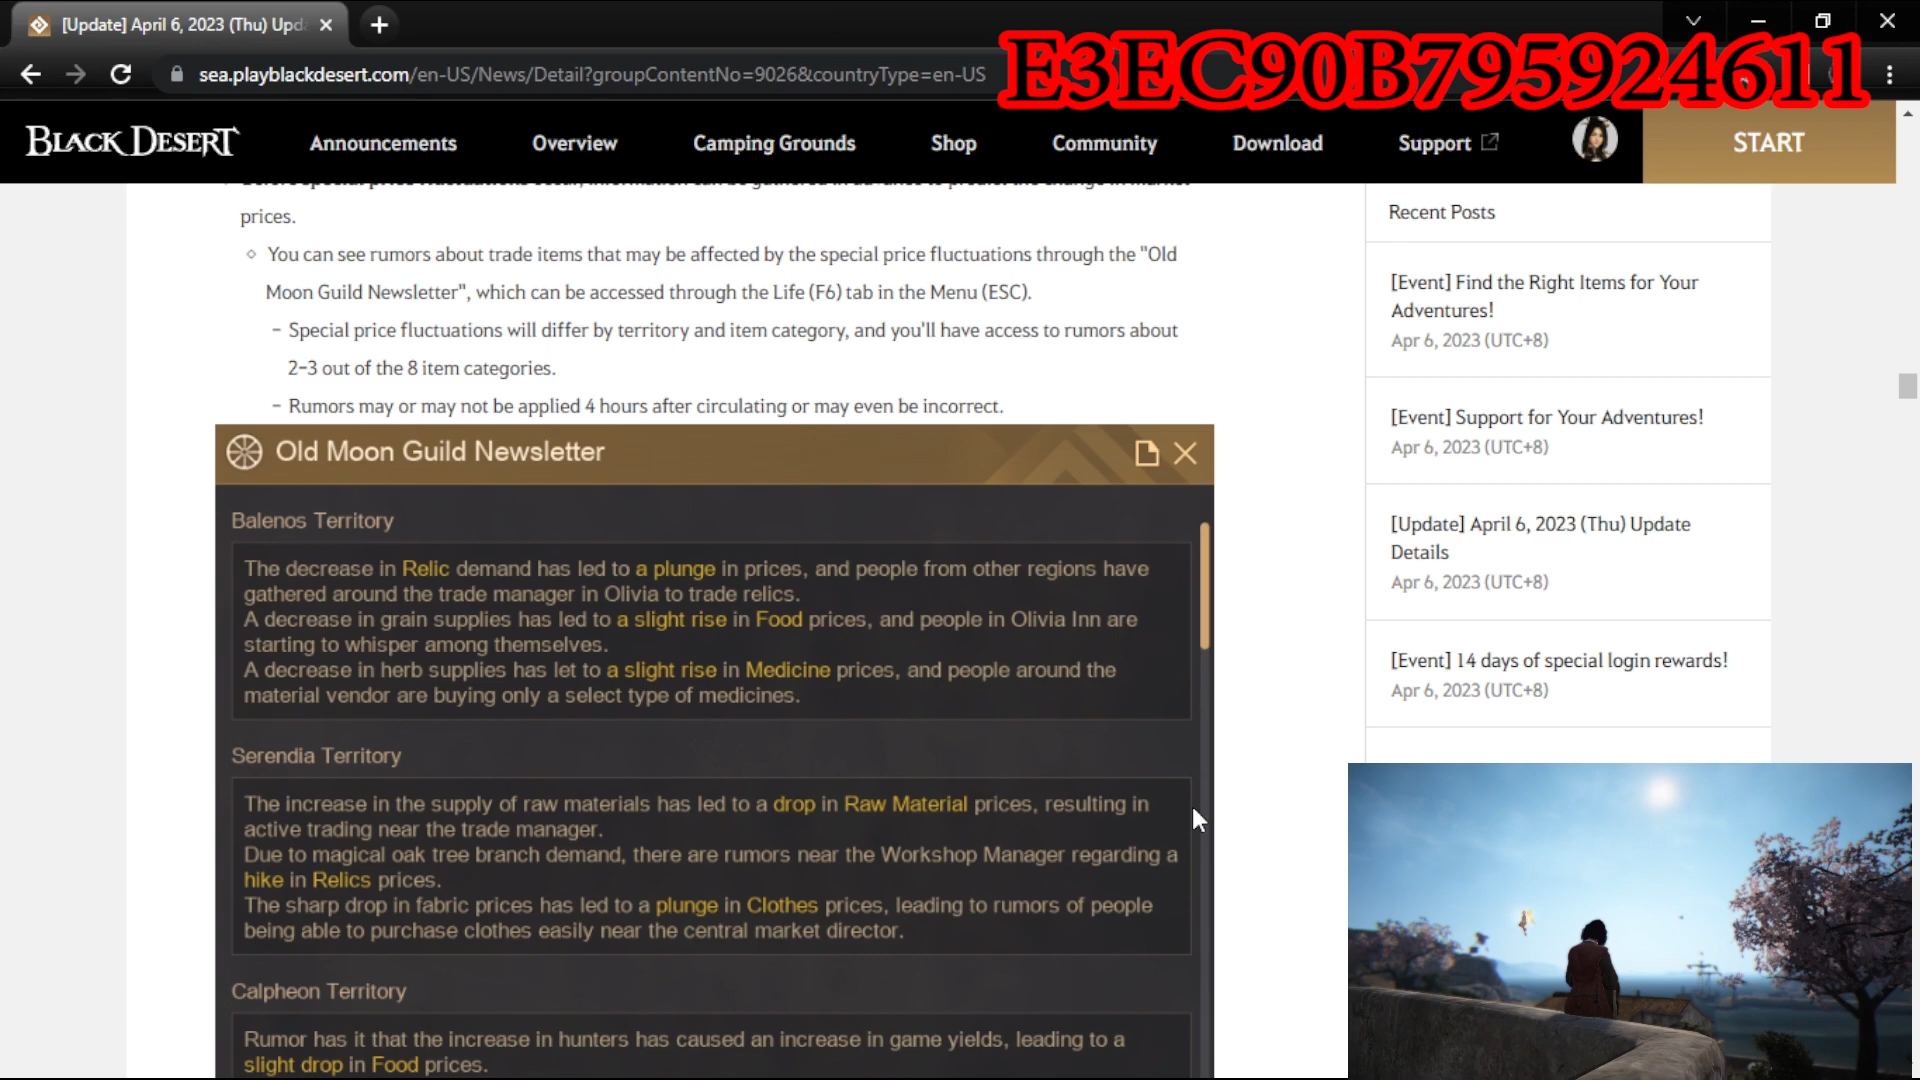 [Update] April 6, 2023 (Thu) Upd
sea.playblackdesert.com/en-US/News/Detail?groupContentNo=9026&countryType=en-US
E3EC90B795924611
BLACK DESERT
Announcements
Overview
Camping Grounds
Shop
Community
Download
Support
START
Before special price fluctuations occur, information can be gathered in advance to predict the change in market
prices.
You can see rumors about trade items that may be affected by the special price fluctuations through the "Old
Moon Guild Newsletter", which can be accessed through the Life (F6) tab in the Menu (ESC).
- Special price fluctuations will differ by territory and item category, and you'll have access to rumors about
2-3 out of the 8 item categories.
- Rumors may or may not be applied 4 hours after circulating or may even be incorrect.
Old Moon Guild Newsletter
Balenos Territory
The decrease in Relic demand has led to a plunge in prices, and people from other regions have
gathered around the trade manager in Olivia to trade relics.
A decrease in grain supplies has led to a slight rise in Food prices, and people in Olivia Inn are
starting to whisper among themselves.
A decrease in herb supplies has let to a slight rise in Medicine prices, and people around the
material vendor are buying only a select type of medicines.
Serendia Territory
The increase in the supply of raw materials has led to a drop in Raw Material prices, resulting in
active trading near the trade manager.
Due to magical oak tree branch demand, there are rumors near the Workshop Manager regarding a
hike in Relics prices.
The sharp drop in fabric prices has led to a plunge in Clothes prices, leading to rumors of people
being able to purchase clothes easily near the central market director.
Calpheon Territory
Rumor has it that the increase in hunters has caused an increase in game yields, leading to a
slight drop in Food prices.
Recent Posts
[Event] Find the Right Items for Your
Adventures!
Apr 6, 2023 (UTC+8)
[Event] Support for Your Adventures!
Apr 6, 2023 (UTC+8)
[Update] April 6, 2023 (Thu) Update
Details
Apr 6, 2023 (UTC+8)
[Event] 14 days of special login rewards!
Apr 6, 2023 (UTC+8)